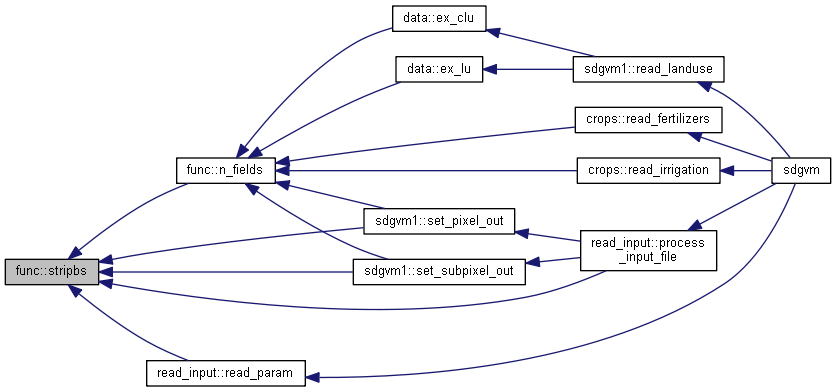 data::ex_clu
data::ex_lu
sdgvm1::read_landuse
crops::read_fertilizers
func::n_fields
crops::read_irrigation
sdgvm
sdgvm1::set_pixel_out
read_input::process
_input_file
func::stripbs
sdgvm1::set_subpixel_out
read_input::read_param